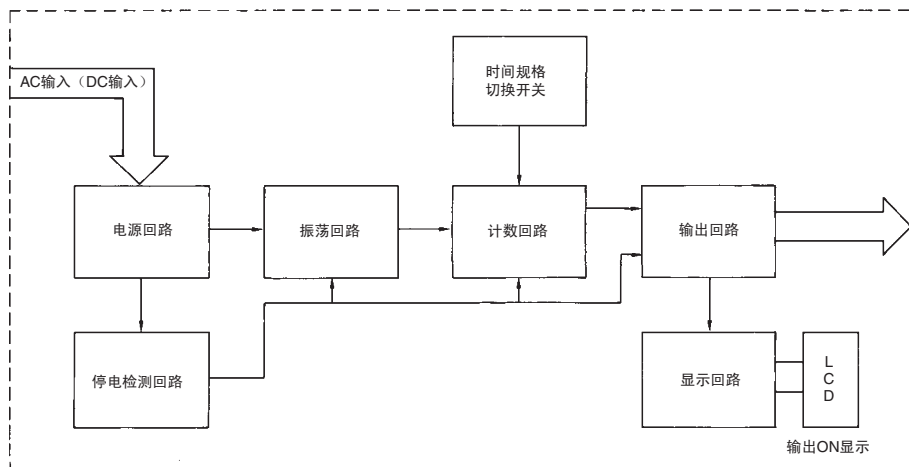 AC输入（DC输入）
时间规格
切换开关
电源回路
振荡回路
计数回路
输出回路
停电检测回路
显示回路
L
C
D
输出ON显示